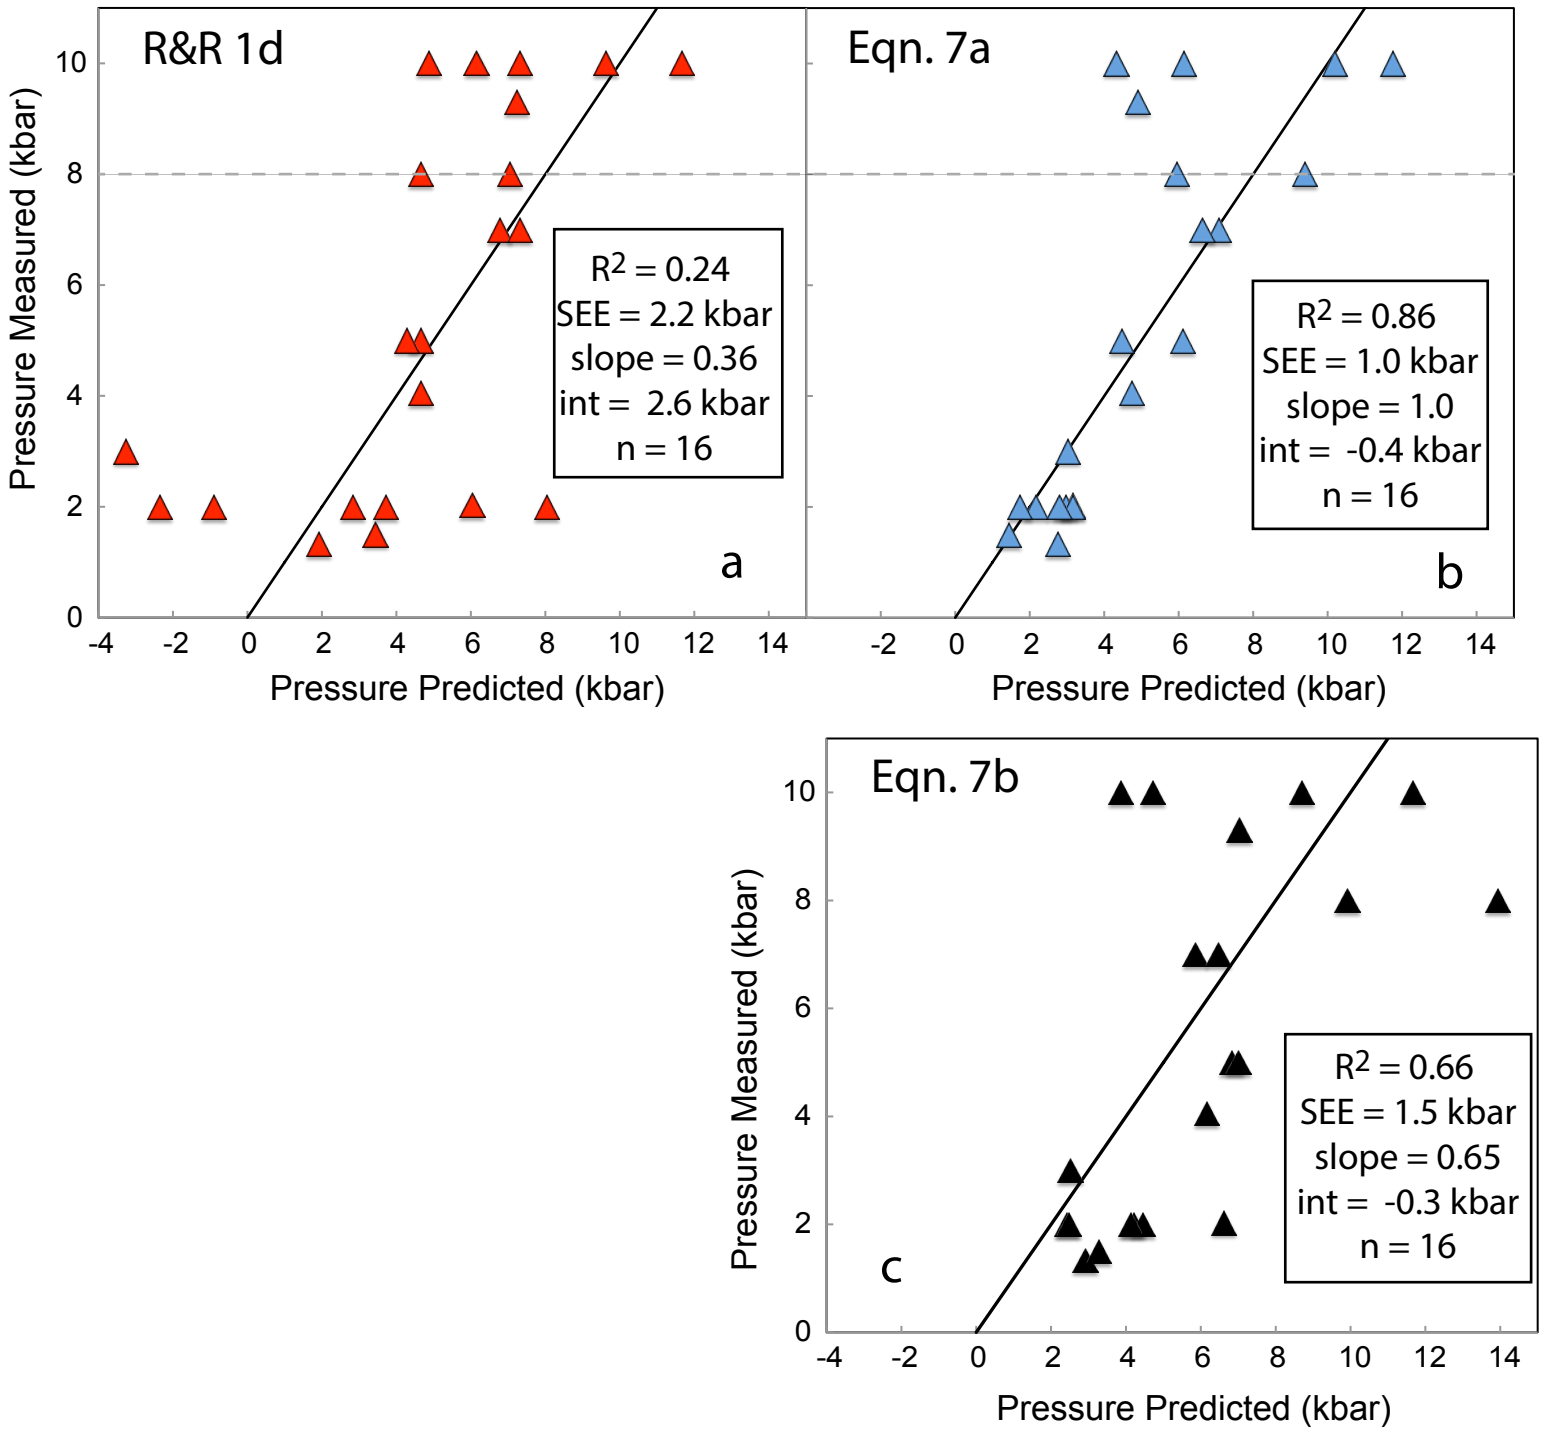 R&R 1d
Pressure Measured (kbar)
10
8
6
4
2
0
R2 = 0.24
SEE = 2.2 kbar
slope = 0.36
int = 2.6 kbar
n = 16
a
-4 -2 0 2 4 6 8 10 12 14
Pressure Predicted (kbar)
Eqn. 7a
R2 = 0.86
SEE = 1.0 kbar
slope = 1.0
int = -0.4 kbar
n = 16
b
-2 0 2 4 6 8 10 12 14
Pressure Predicted (kbar)
Eqn. 7b
Pressure Measured (kbar)
10
8
6
4
2
0
R2 = 0.66
SEE = 1.5 kbar
slope = 0.65
int = -0.3 kbar
n = 16
c
-4 -2 0 2 4 6 8 10 12 14
Pressure Predicted (kbar)